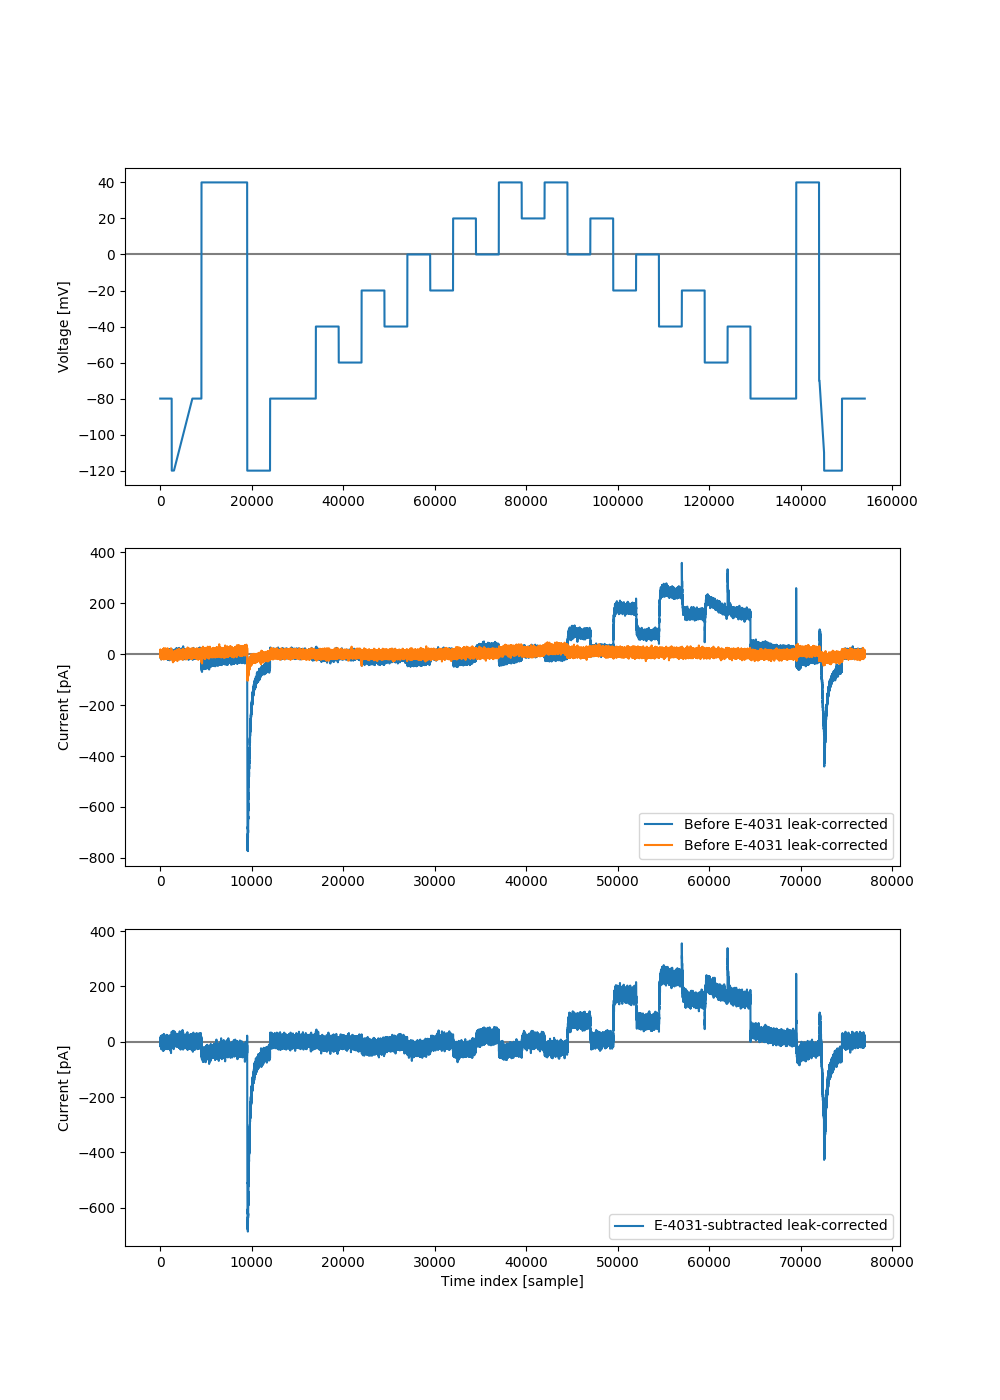 Voltage [mV]
40
20
0
−20
−40
−60
−80
−100
−120
0 20000 40000 60000 80000 100000 120000 140000 160000
Current [pA]
400
200
0
−200
−400
−600
−800
Before E-4031 leak-corrected
Before E-4031 leak-corrected
0 10000 20000 30000 40000 50000 60000 70000 80000
Current [pA]
400
200
0
−200
−400
−600
E-4031-subtracted leak-corrected
0 10000 20000 30000 40000 50000 60000 70000 80000
Time index [sample]